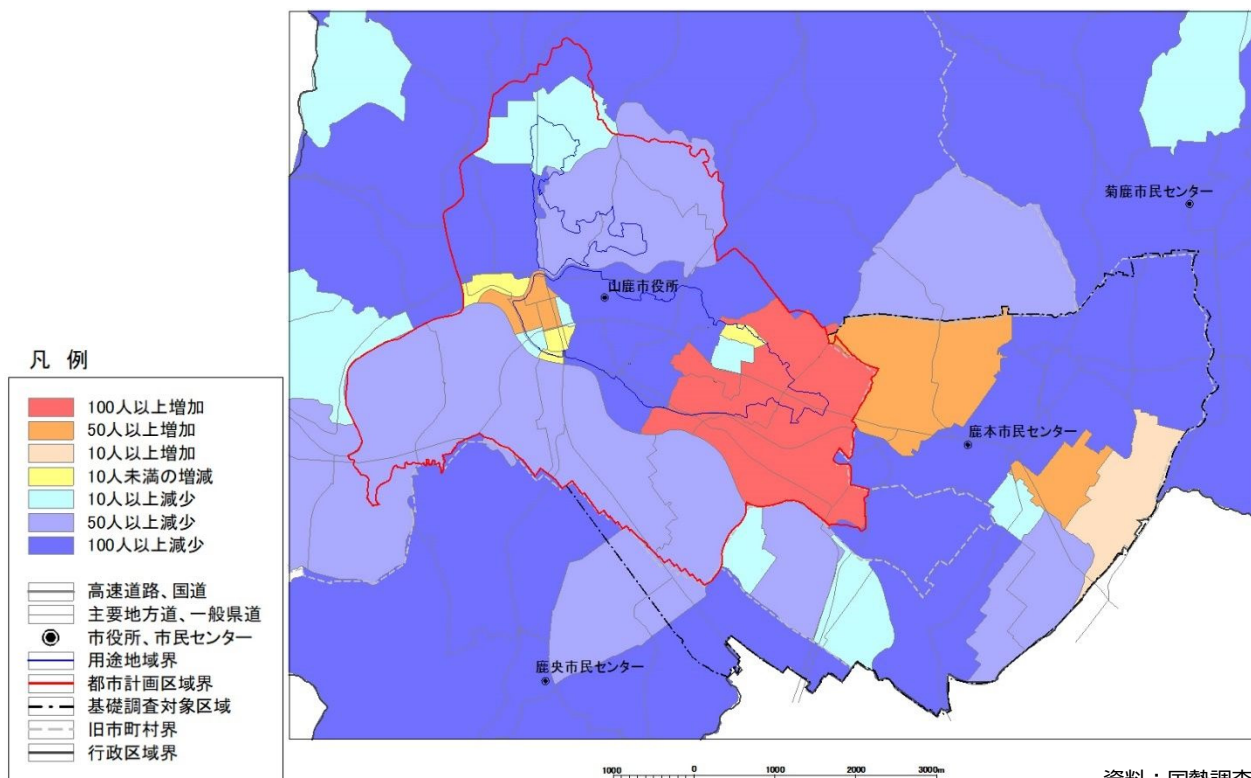 菊鹿市民センター
山鹿市役所
鹿本市民センター
鹿央市民センター
凡 例
100人以上増加
50人以上増加
10人以上増加
10人未満の増減
10人以上減少
50人以上減少
100人以上減少
高速道路、国道
主要地方道、一般県道
市役所、市民センター
用途地域界
都市計画区域界
基礎調査対象区域
旧市町村界
行政区域界
1000 0 1000 2000 3000m
資料：国勢調査